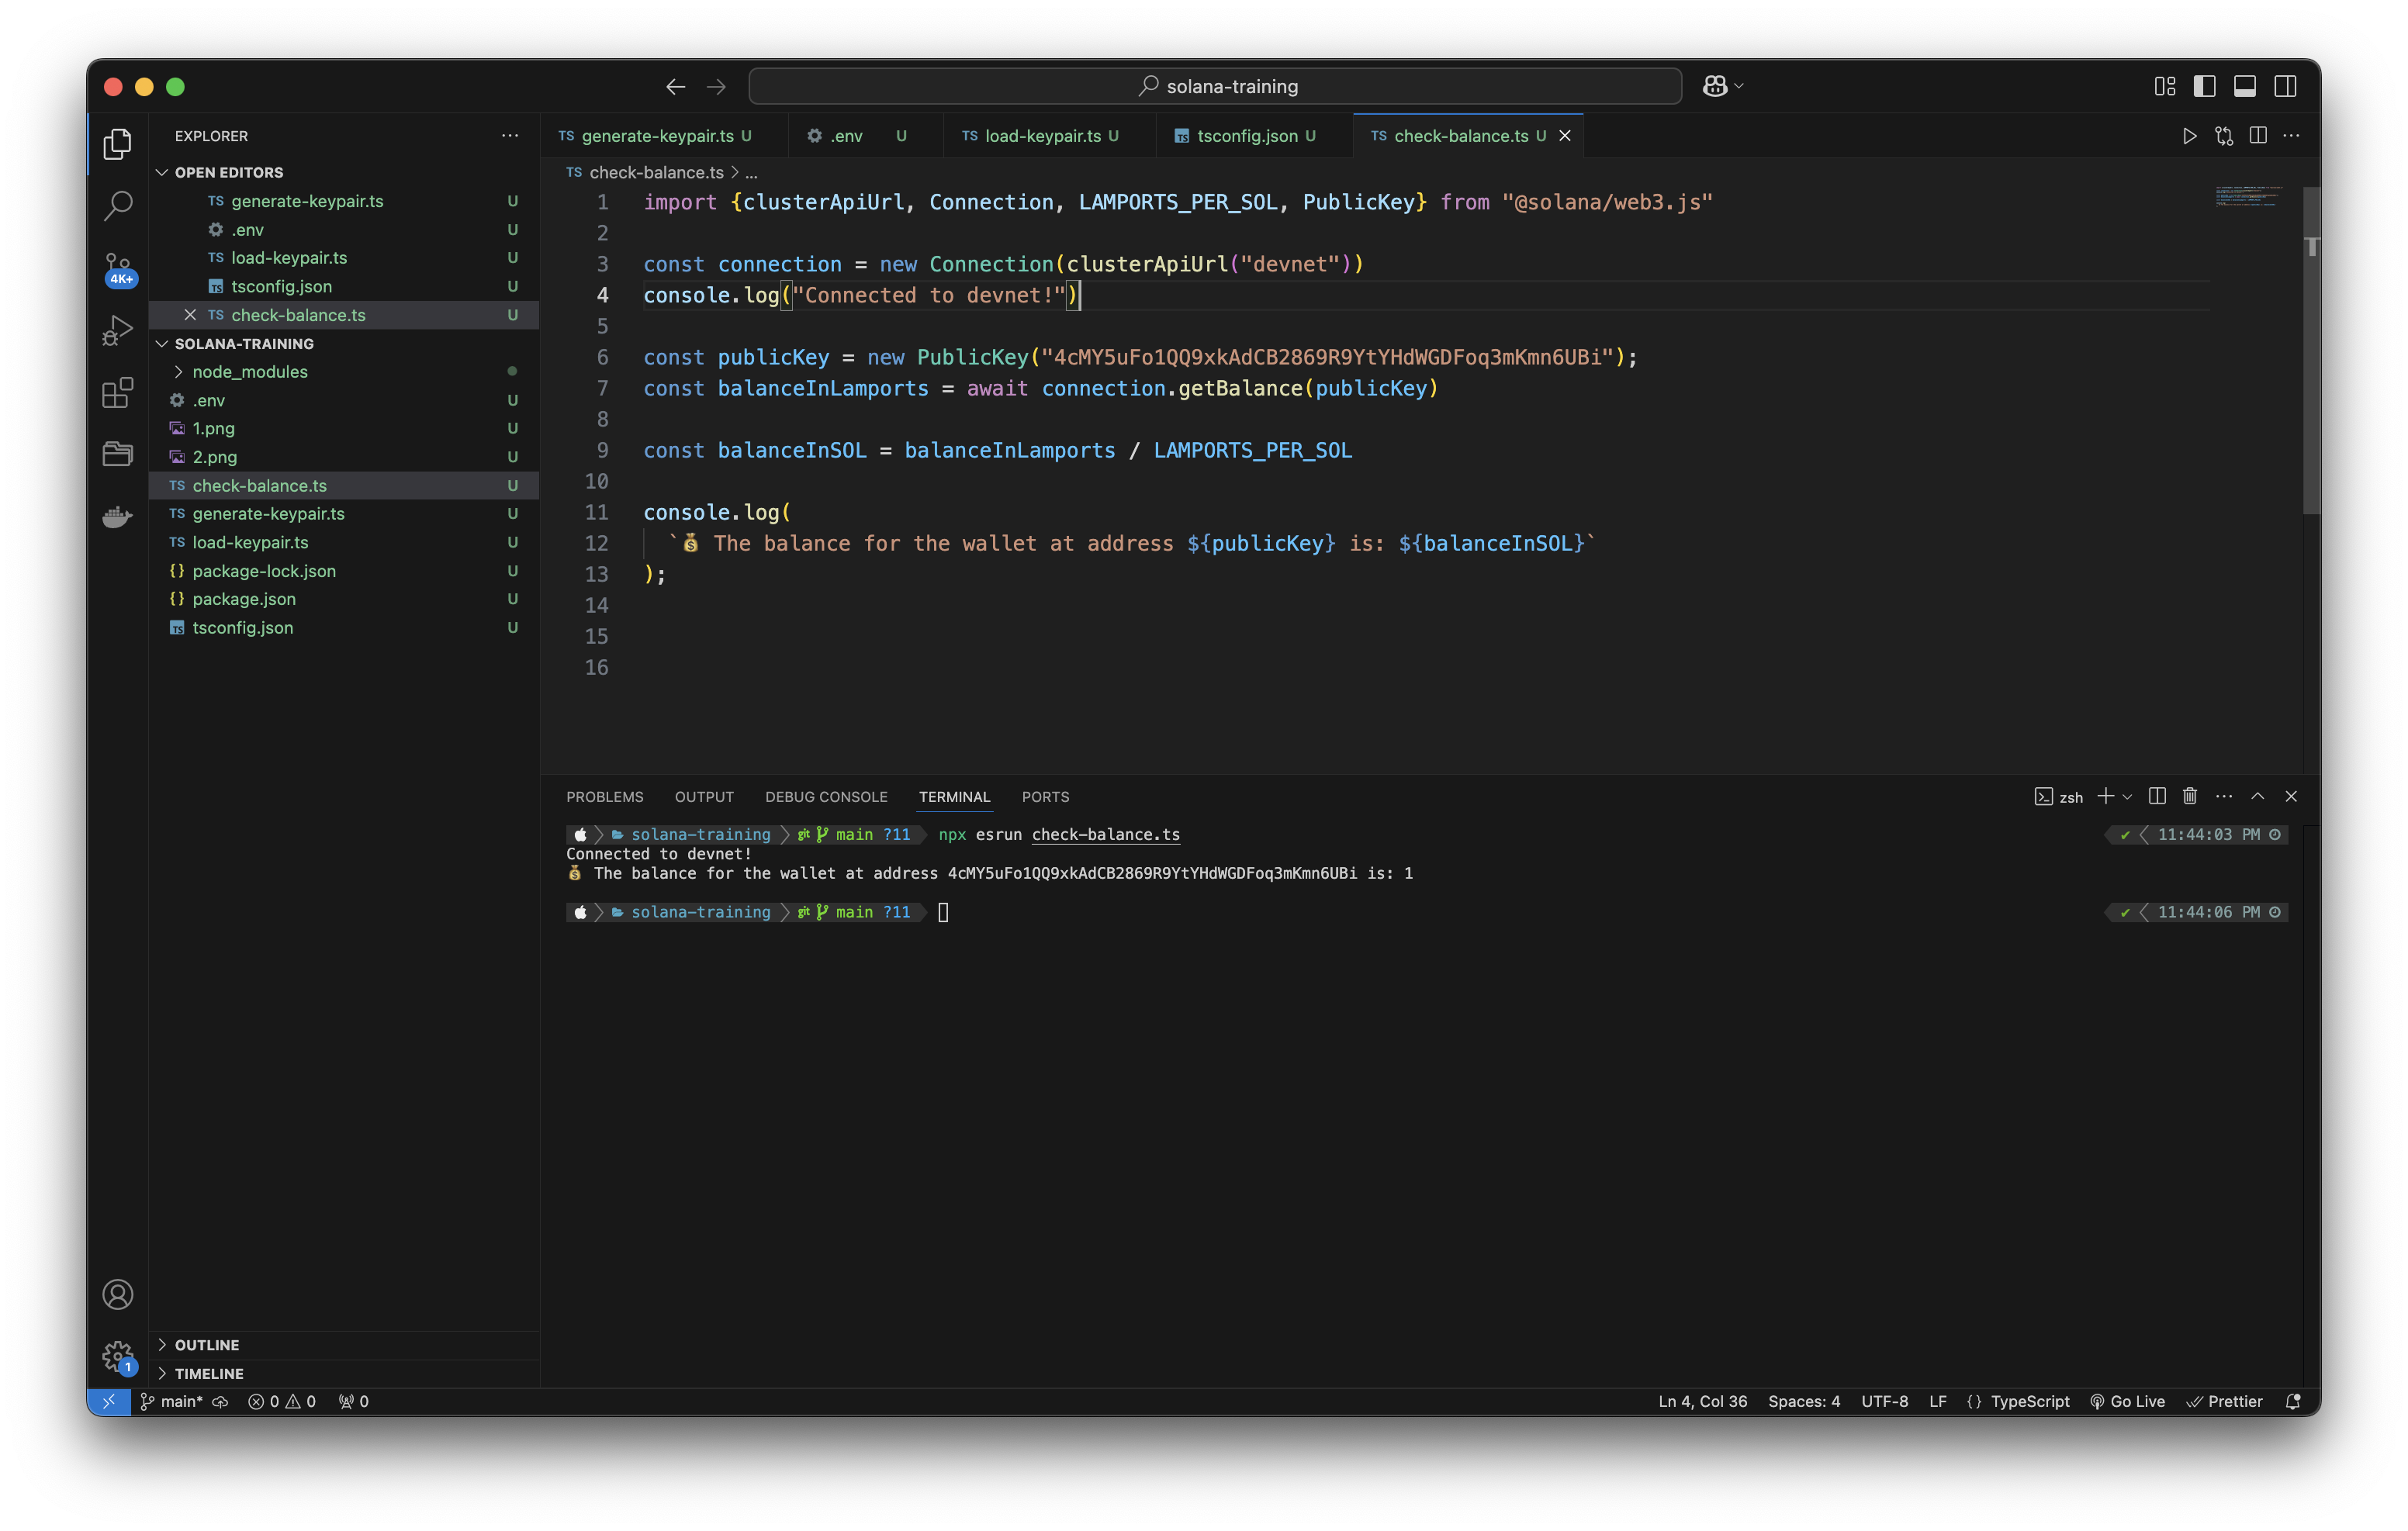 solana-training
EXPLORER
OPEN EDITORS
TS generate-keypair.ts U
.env U
TS load-keypair.ts U
TS tsconfig.json U
TS check-balance.ts U
SOLANA-TRAINING
node_modules
.env U
1.png U
2.png U
TS check-balance.ts U
TS generate-keypair.ts U
TS load-keypair.ts U
{} package-lock.json U
{} package.json U
TS tsconfig.json U
OUTLINE
TIMELINE
4K+
1
TS generate-keypair.ts U .env U TS load-keypair.ts U TS tsconfig.json U TS check-balance.ts U
TS check-balance.ts > ...
1 import {clusterApiUrl, Connection, LAMPORTS_PER_SOL, PublicKey} from "@solana/web3.js"
2
3 const connection = new Connection(clusterApiUrl("devnet"))
4 console.log("Connected to devnet!")
5
6 const publicKey = new PublicKey("4cMY5uFo1QQ9xkAdCB2869R9YtYHdWGDFoq3mKmn6UBi");
7 const balanceInLamports = await connection.getBalance(publicKey)
8
9 const balanceInSOL = balanceInLamports / LAMPORTS_PER_SOL
10
11 console.log(
12 `💰 The balance for the wallet at address ${publicKey} is: ${balanceInSOL}`
13 );
14
15
16
PROBLEMS OUTPUT DEBUG CONSOLE TERMINAL PORTS zsh
solana-training git main ?11 npx esrun check-balance.ts ✔ 11:44:03 PM
Connected to devnet!
💰 The balance for the wallet at address 4cMY5uFo1QQ9xkAdCB2869R9YtYHdWGDFoq3mKmn6UBi is: 1
solana-training git main ?11 ✔ 11:44:06 PM
main* 0 0 0 Ln 4, Col 36 Spaces: 4 UTF-8 LF {} TypeScript Go Live Prettier